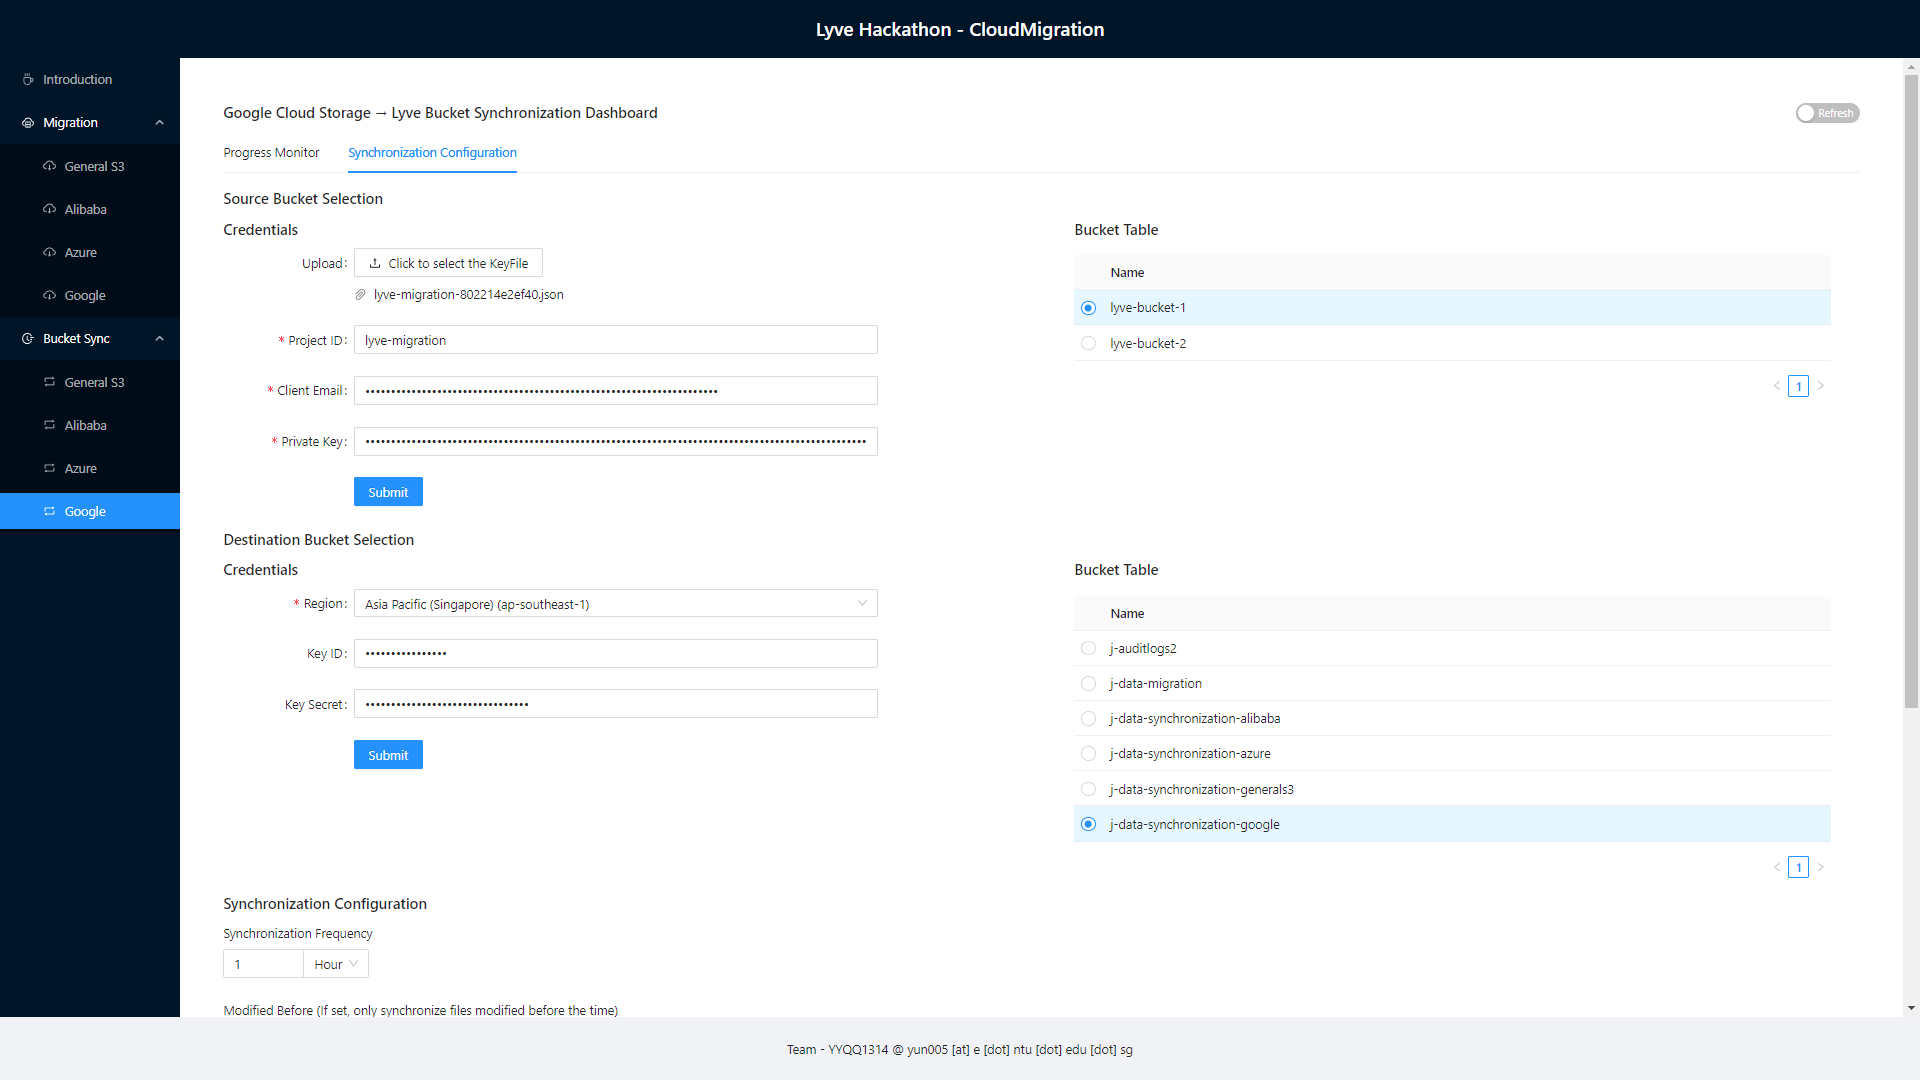 Lyve Hackathon - CloudMigration
Introduction
Migration
General S3
Alibaba
Azure
Google
Bucket Sync
General S3
Alibaba
Azure
Google
Google Cloud Storage → Lyve Bucket Synchronization Dashboard
Refresh
Progress Monitor
Synchronization Configuration
Source Bucket Selection
Credentials
Upload:
Click to select the KeyFile
lyve-migration-802214e2ef40.json
* Project ID:
lyve-migration
* Client Email:
* Private Key:
Submit
Bucket Table
Name
lyve-bucket-1
lyve-bucket-2
< 1 >
Destination Bucket Selection
Credentials
* Region:
Asia Pacific (Singapore) (ap-southeast-1)
Key ID:
Key Secret:
Submit
Bucket Table
Name
j-auditlogs2
j-data-migration
j-data-synchronization-alibaba
j-data-synchronization-azure
j-data-synchronization-generals3
j-data-synchronization-google
< 1 >
Synchronization Configuration
Synchronization Frequency
1
Hour
Modified Before (If set, only synchronize files modified before the time)
Team - YYQQ1314 @ yun005 [at] e [dot] ntu [dot] edu [dot] sg